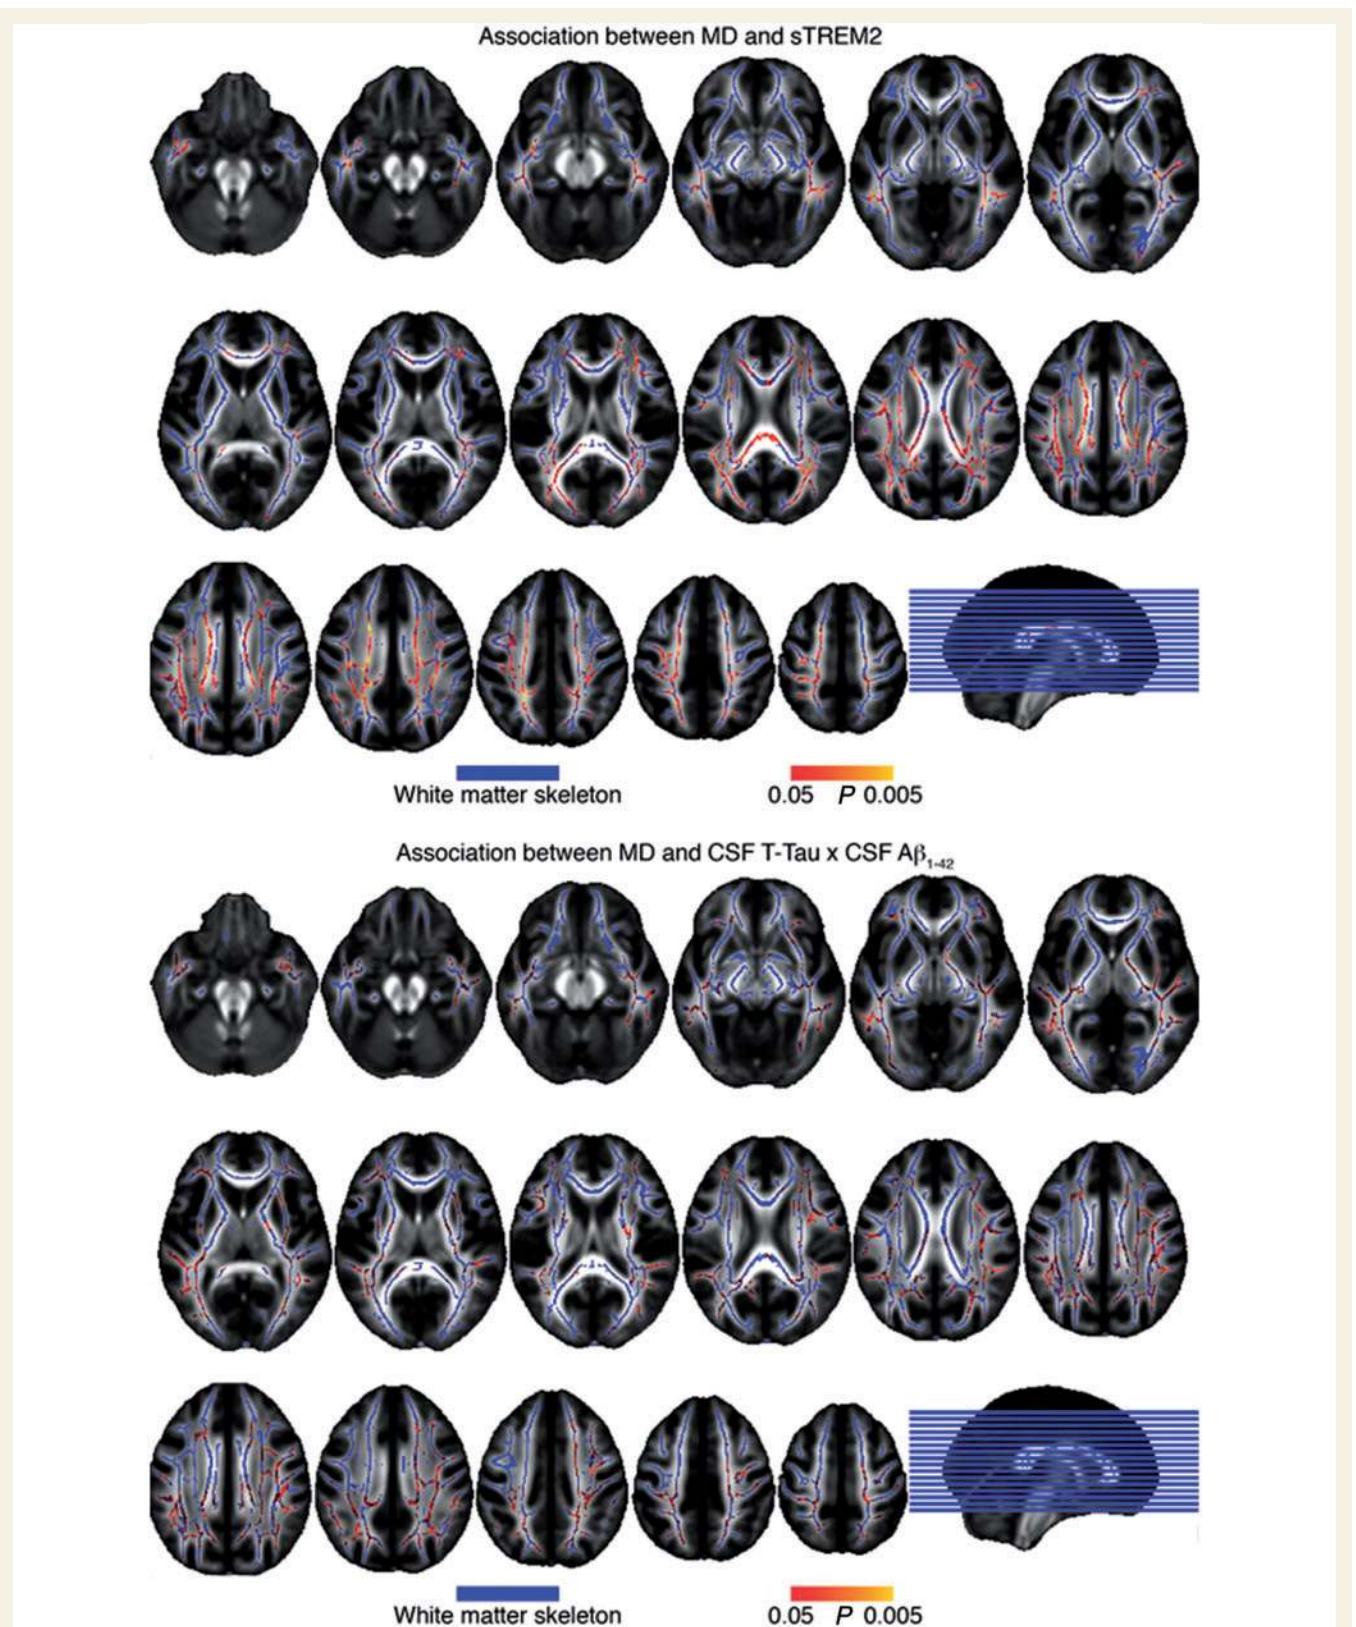 Association between MD and sTREM2
White matter skeleton
0.05 P 0.005
Association between MD and CSF T-Tau x CSF Aβ1-42
White matter skeleton
0.05 P 0.005